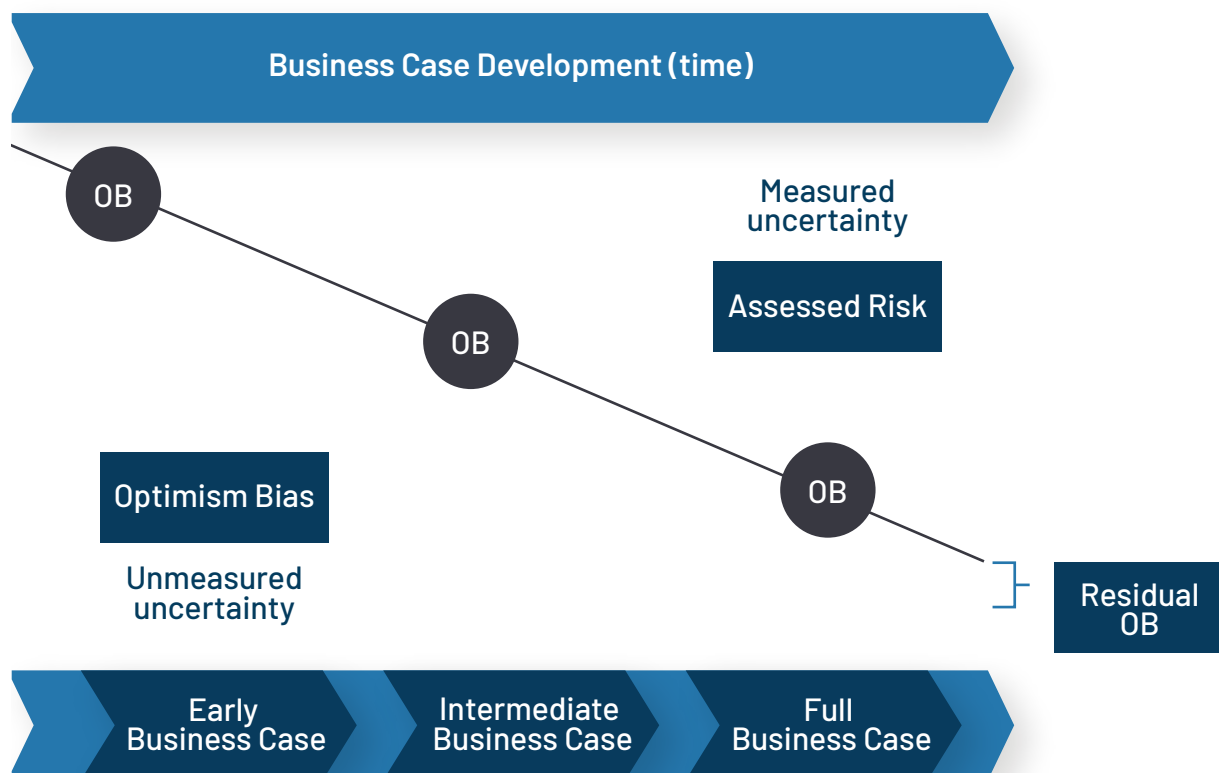 Business Case Development (time)
OB
Measured
uncertainty
Assessed Risk
OB
Optimism Bias
OB
Unmeasured
uncertainty
Residual
OB
Early
Business Case
Intermediate
Business Case
Full
Business Case